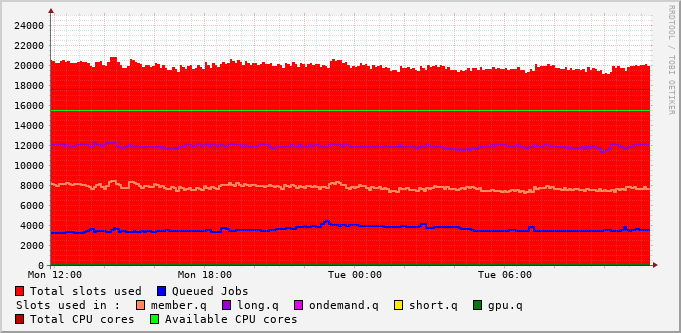 RRDTOOL / TOBI OETIKER
24000
22000
20000
18000
16000
14000
12000
10000
8000
6000
4000
2000
0
Mon 12:00 Mon 18:00 Tue 00:00 Tue 06:00
Total slots used Queued Jobs
Slots used in : member.q long.q ondemand.q short.q gpu.q
Total CPU cores Available CPU cores